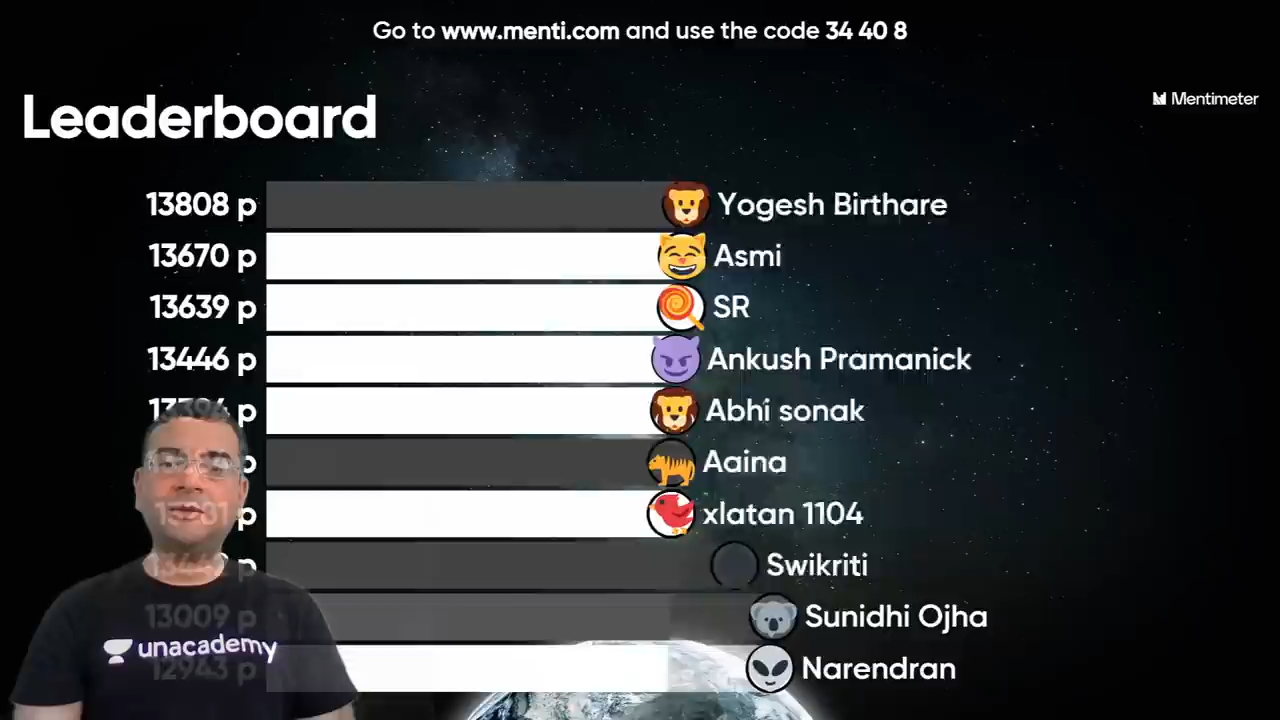 Go to www.menti.com and use the code 34 40 8
Leaderboard
Mentimeter
13808 p Yogesh Birthare
13670 p Asmi
13639 p SR
13446 p Ankush Pramanick
p Abhi sonak
p Aaina
p xlatan 1104
p Swikriti
13009 p Sunidhi Ojha
12943 p Narendran
unacademy